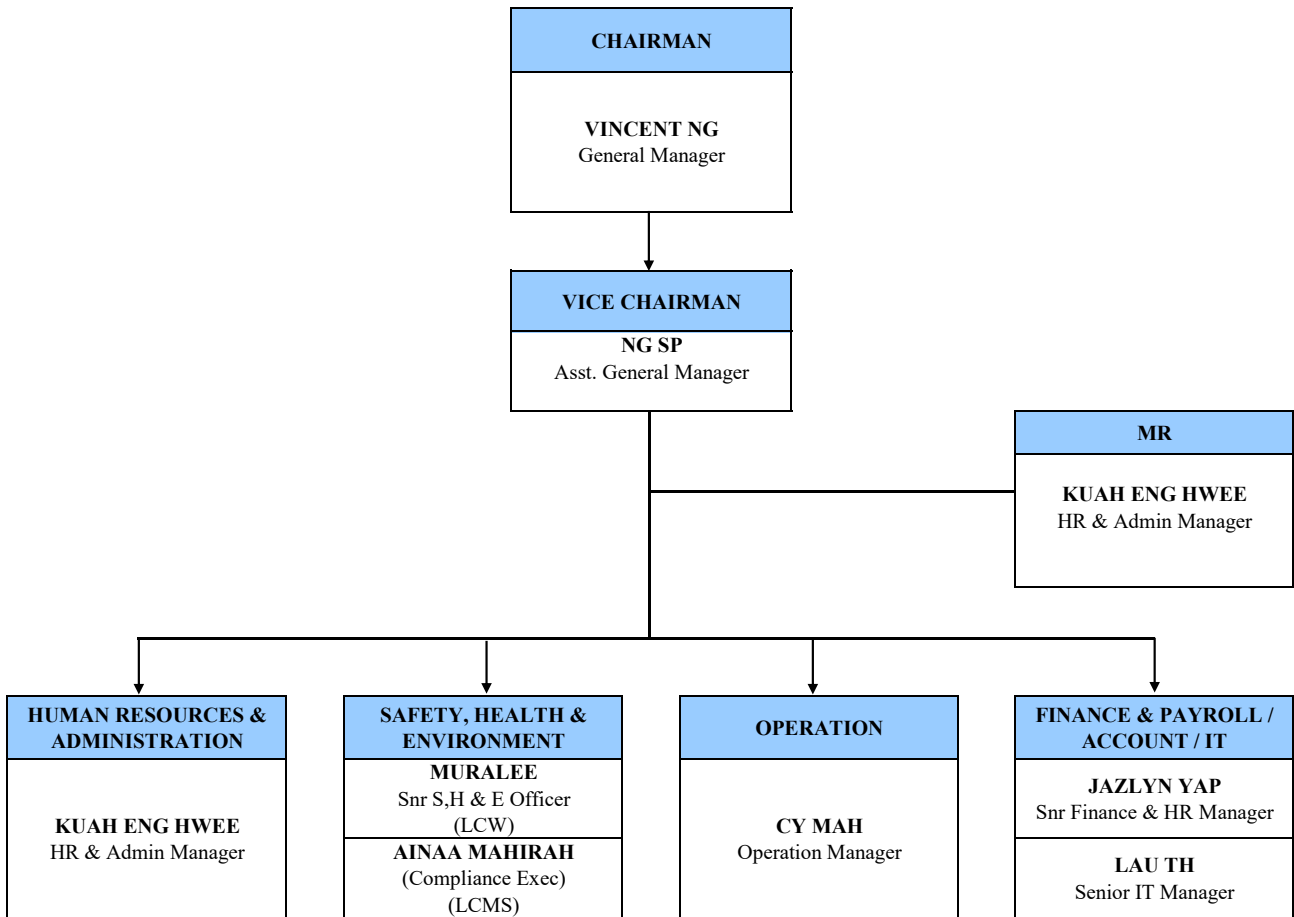 CHAIRMAN
VINCENT NG
General Manager
VICE CHAIRMAN
NG SP
Asst. General Manager
MR
KUAH ENG HWEE
HR & Admin Manager
HUMAN RESOURCES &
ADMINISTRATION
KUAH ENG HWEE
HR & Admin Manager
SAFETY, HEALTH &
ENVIRONMENT
MURALEE
Snr S,H & E Officer
(LCW)
AINAA MAHIRAH
(Compliance Exec)
(LCMS)
OPERATION
CY MAH
Operation Manager
FINANCE & PAYROLL /
ACCOUNT / IT
JAZLYN YAP
Snr Finance & HR Manager
LAU TH
Senior IT Manager